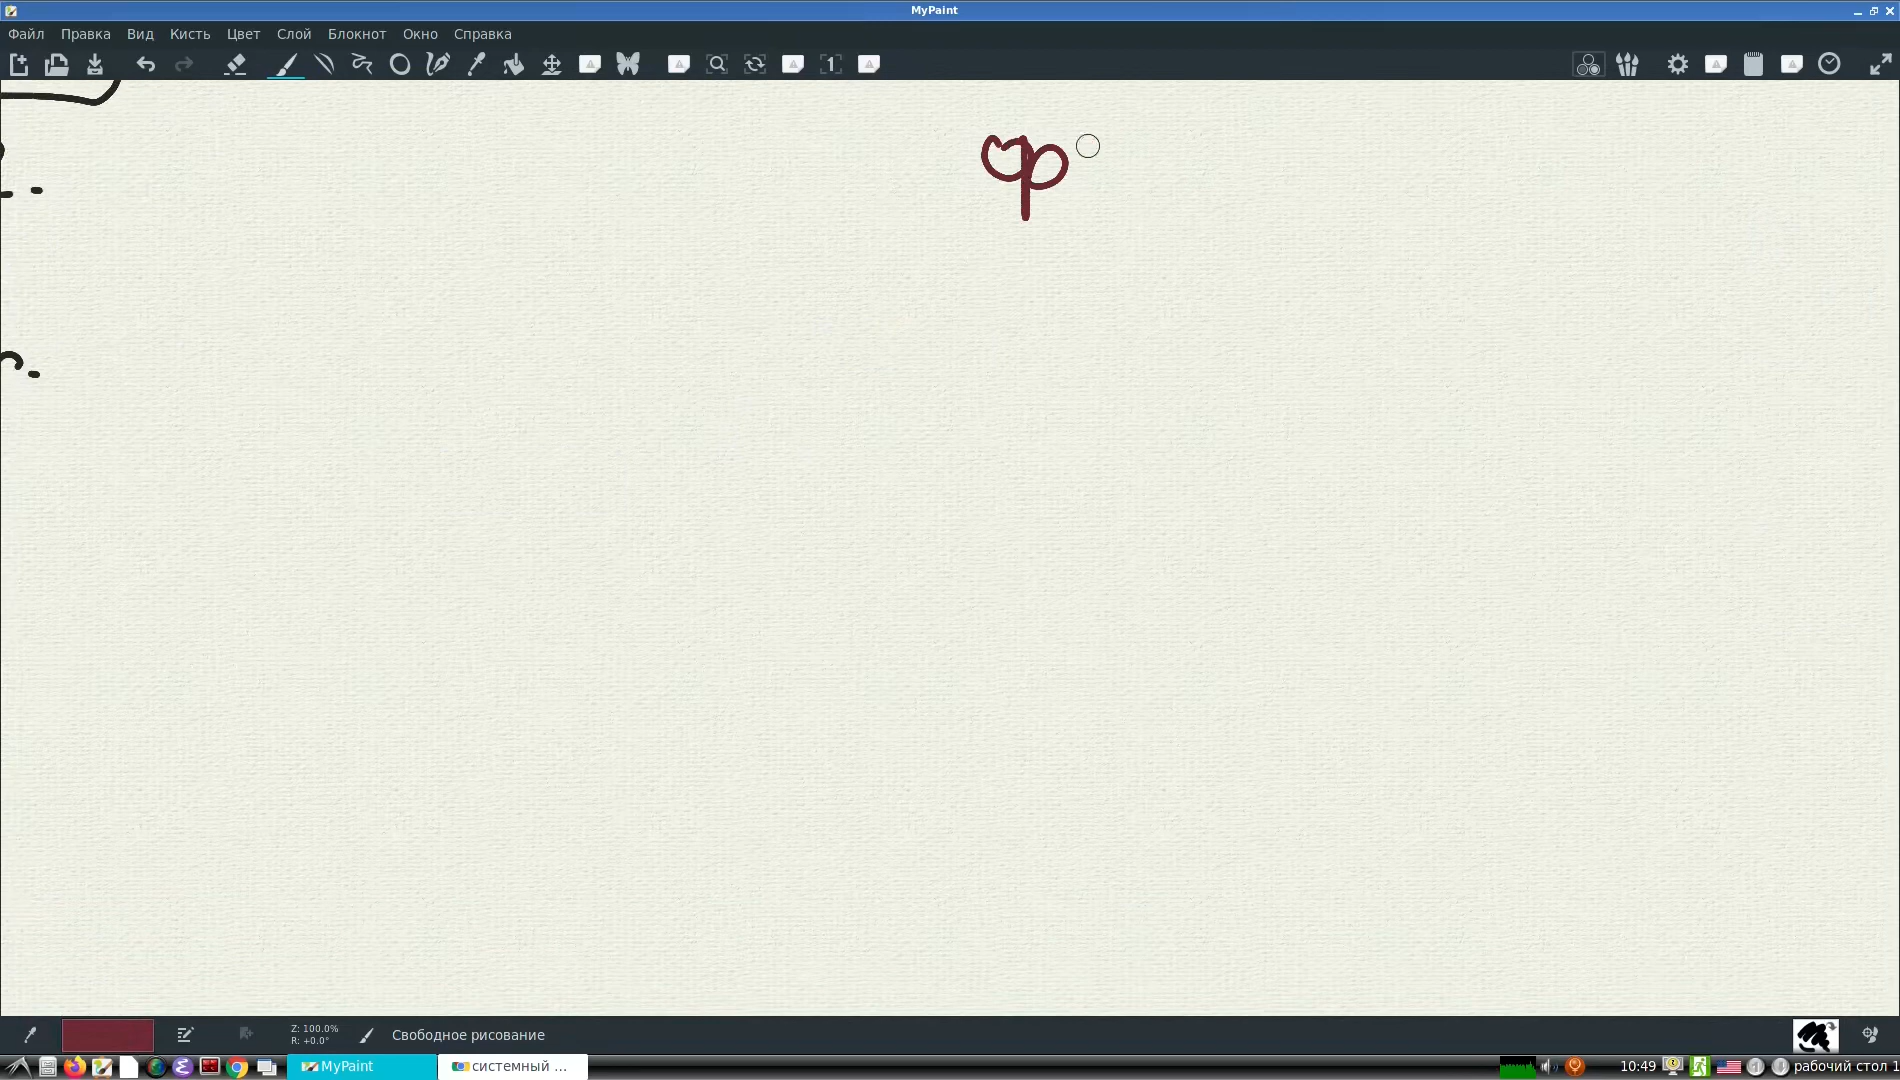 MyPaint
Файл Правка Вид Кисть Цвет Слой Блокнот Окно Справка
1
ф
Z: 100.0%
R: +0.0°
Свободное рисование
MyPaint системный ... 10:49 рабочий стол 1